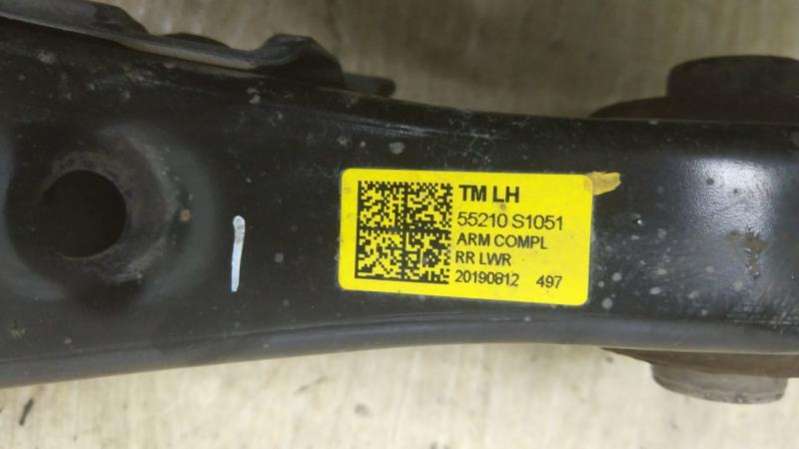 TM LH
55210 S1051
ARM COMPL
RR LWR
20190812 497